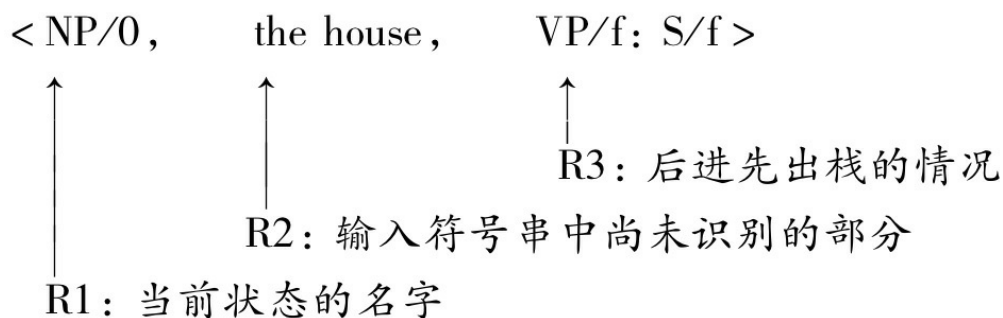 < NP/0, the house, VP/f: S/f >
R3: 后进先出栈的情况
R2: 输入符号串中尚未识别的部分
R1: 当前状态的名字